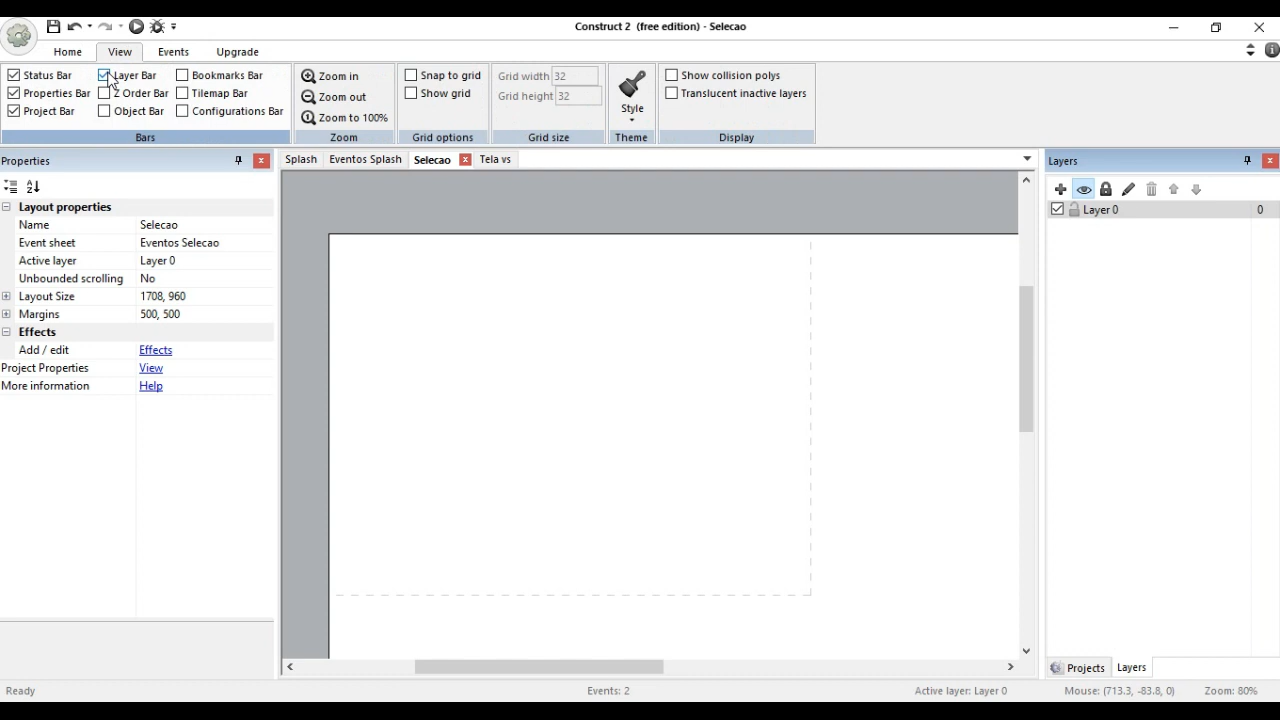 Construct 2 (free edition) - Selecao
Home View Events Upgrade
Status Bar Layer Bar Bookmarks Bar
Properties Bar Z Order Bar Tilemap Bar
Project Bar Object Bar Configurations Bar
Bars
Zoom in
Zoom out
Zoom to 100%
Zoom
Snap to grid
Show grid
Grid options
Grid width 32
Grid height 32
Grid size
Style
Theme
Show collision polys
Translucent inactive layers
Display
Properties
Layout properties
Name Selecao
Event sheet Eventos Selecao
Active layer Layer 0
Unbounded scrolling No
Layout Size 1708, 960
Margins 500, 500
Effects
Add / edit Effects
Project Properties View
More information Help
Splash Eventos Splash Selecao Tela vs
Layers
Layer 0 0
Projects Layers
Ready Events: 2 Active layer: Layer 0 Mouse: (713.3, -83.8, 0) Zoom: 80%